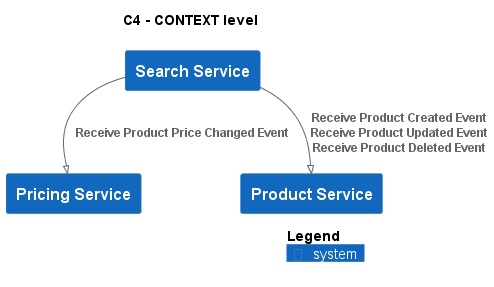 C4 - CONTEXT level
Search Service
Receive Product Price Changed Event
Receive Product Created Event
Receive Product Updated Event
Receive Product Deleted Event
Pricing Service
Product Service
Legend
system